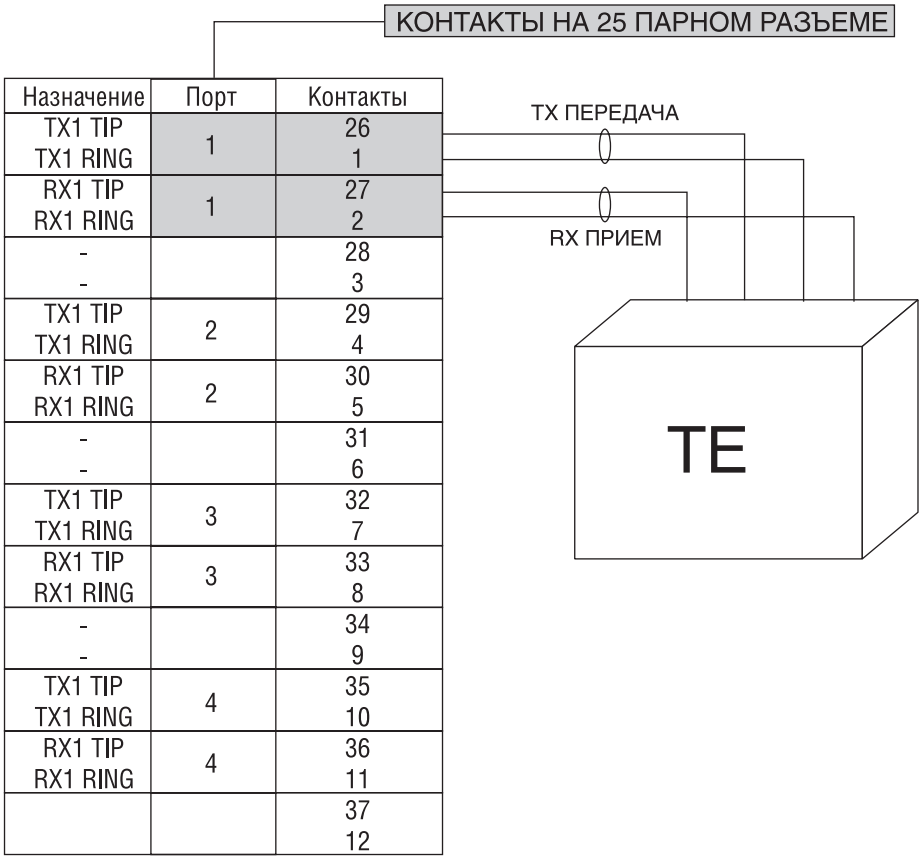 КОНТАКТЫ НА 25 ПАРНОМ РАЗЪЕМЕ
Назначение Порт Контакты
TX1 TIP 26
1
TX1 RING 1
RX1 TIP 27
1
RX1 RING 2
- 28
- 3
TX1 TIP 29
2
TX1 RING 4
RX1 TIP 30
2
RX1 RING 5
- 31
- 6
TX1 TIP 32
3
TX1 RING 7
RX1 TIP 33
3
RX1 RING 8
- 34
- 9
TX1 TIP 35
4
TX1 RING 10
RX1 TIP 36
4
RX1 RING 11
37
12
TX ПЕРЕДАЧА
RX ПРИЕМ
TE